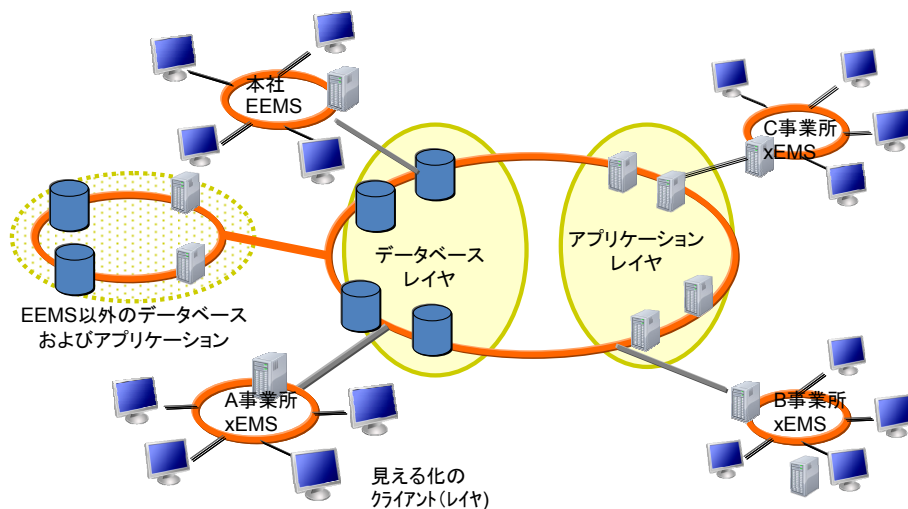 本社
EEMS
C事業所
xEMS
データベース
レイヤ
アプリケーション
レイヤ
EEMS以外のデータベース
およびアプリケーション
A事業所
xEMS
B事業所
xEMS
見える化の
クライアント(レイヤ)